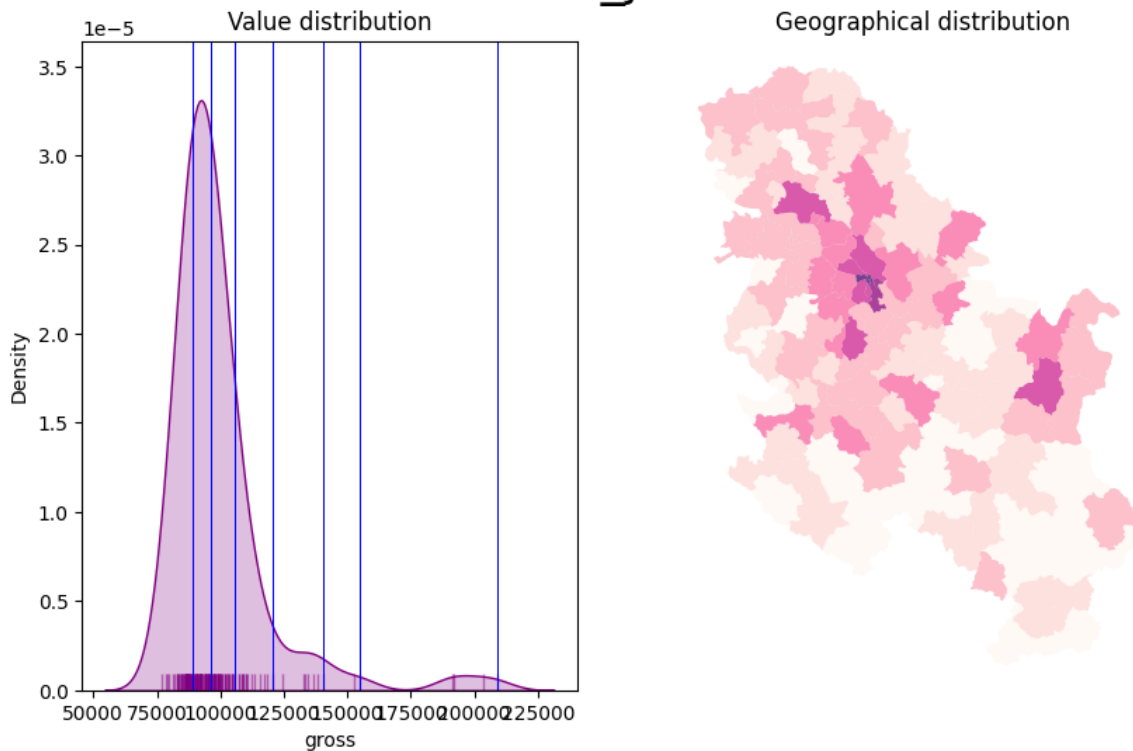 Value distribution
Geographical distribution
1e−5
3.5
3.0
2.5
2.0
1.5
1.0
0.5
0.0
Density
50000 75000 100000 125000 150000 175000 200000 225000
gross